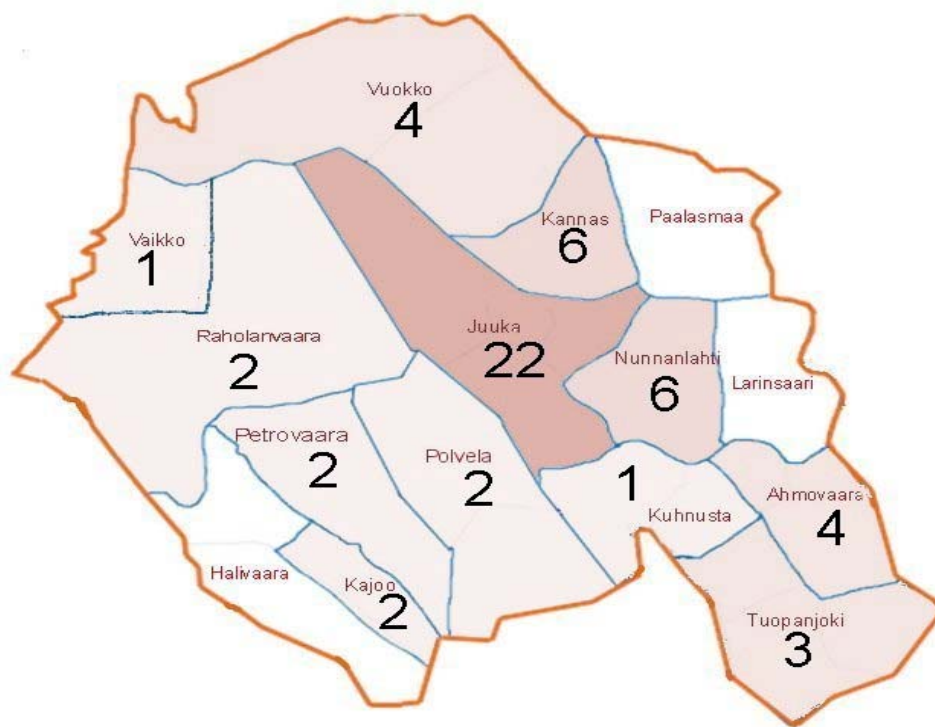 Vuokko
4
Kannas
6
Paalasmaa
Vaikko
1
Raholanvaara
2
Juuka
22
Nunnanlahti
6
Larinsaari
Petrovaara
2
Polvela
2
1
Kuhnusta
Ahmovaara
4
Halivaara
Kajoo
2
Tuopanjoki
3